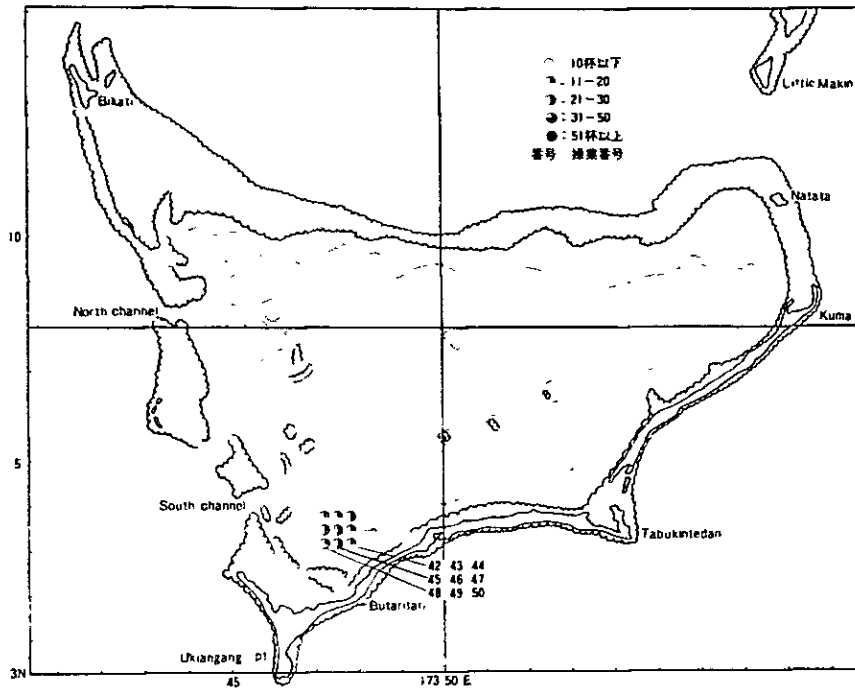 Bikati
10杯以下
11-20
21-30
:31-50
:51杯以上
番号 操業番号
Little Makin
Natata
10
North channel
Kuma
5
South channel
Tabukintedan
42 43 44
45 46 47
48 49 50
Butaritari
Ukiangang pt
3N
45
173 50 E